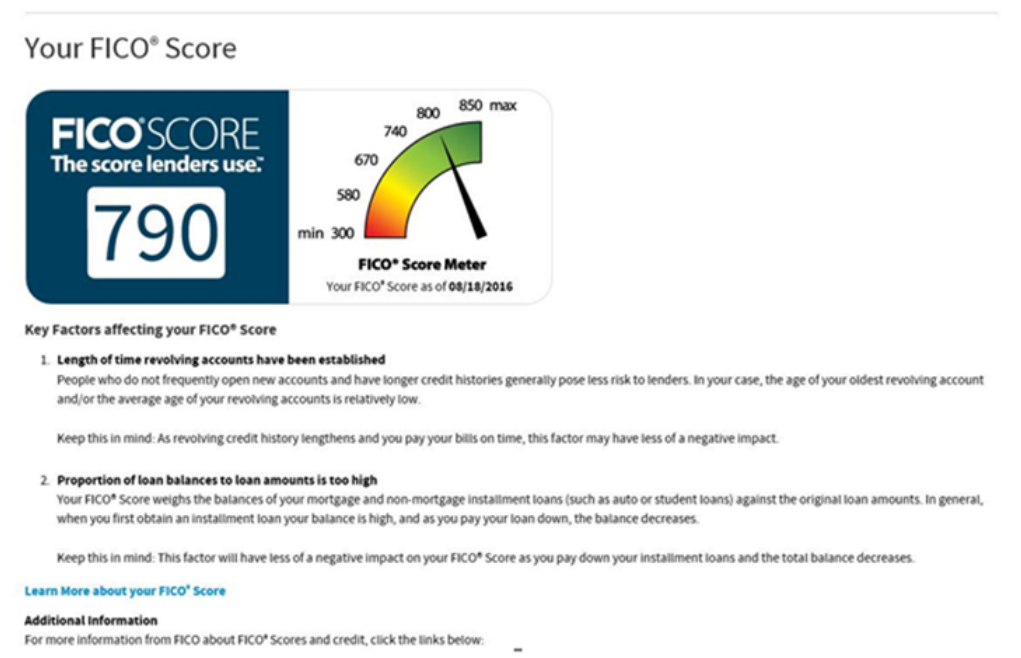 Your FICO® Score
FICO® SCORE
The score lenders use.™
790
850 max
800
740
670
580
min 300
FICO® Score Meter
Your FICO® Score as of 08/18/2016
Key Factors affecting your FICO® Score
1. Length of time revolving accounts have been established
People who do not frequently open new accounts and have longer credit histories generally pose less risk to lenders. In your case, the age of your oldest revolving account
and/or the average age of your revolving accounts is relatively low.
Keep this in mind: As revolving credit history lengthens and you pay your bills on time, this factor may have less of a negative impact.
2. Proportion of loan balances to loan amounts is too high
Your FICO® Score weighs the balances of your mortgage and non-mortgage installment loans (such as auto or student loans) against the original loan amounts. In general,
when you first obtain an installment loan your balance is high, and as you pay your loan down, the balance decreases.
Keep this in mind: This factor will have less of a negative impact on your FICO® Score as you pay down your installment loans and the total balance decreases.
Learn More about your FICO® Score
Additional Information
For more information from FICO about FICO® Scores and credit, click the links below: